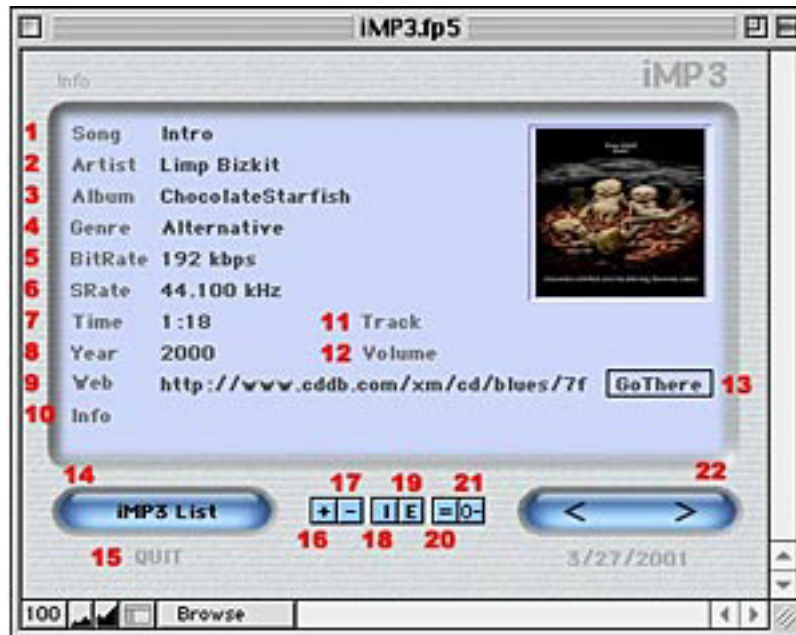 iMP3.fp5
Info iMP3
1 Song Intro
2 Artist Limp Bizkit
3 Album ChocolateStarfish
4 Genre Alternative
5 BitRate 192 kbps
6 SRate 44.100 kHz
7 Time 1:18 11 Track
8 Year 2000 12 Volume
9 Web http://www.cddb.com/xm/cd/blues/7f GoThere 13
10 Info
14 17 19 21 22
iMP3 List + - I E = 0- < >
16 18 20
15 QUIT 3/27/2001
100 Browse